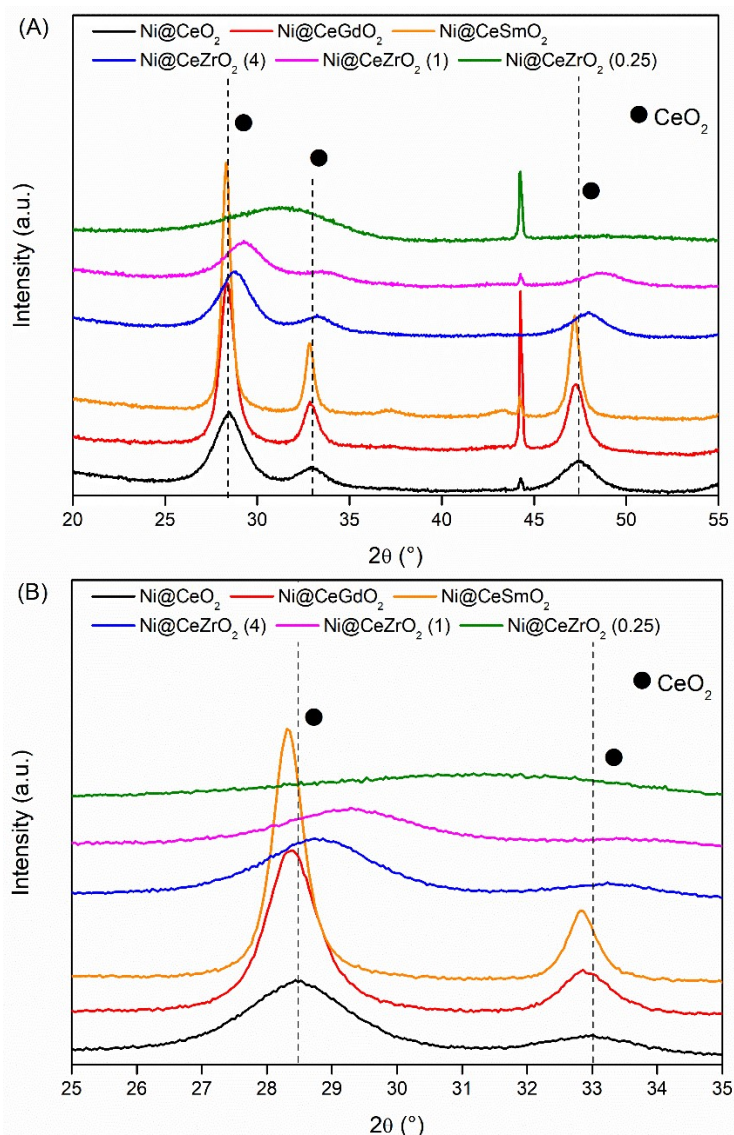 (A)
Ni@CeO₂ Ni@CeGdO₂ Ni@CeSmO₂
Ni@CeZrO₂ (4) Ni@CeZrO₂ (1) Ni@CeZrO₂ (0.25)
CeO₂
Intensity (a.u.)
20 25 30 35 40 45 50 55
2θ (°)
(B)
Ni@CeO₂ Ni@CeGdO₂ Ni@CeSmO₂
Ni@CeZrO₂ (4) Ni@CeZrO₂ (1) Ni@CeZrO₂ (0.25)
CeO₂
Intensity (a.u.)
25 26 27 28 29 30 31 32 33 34 35
2θ (°)